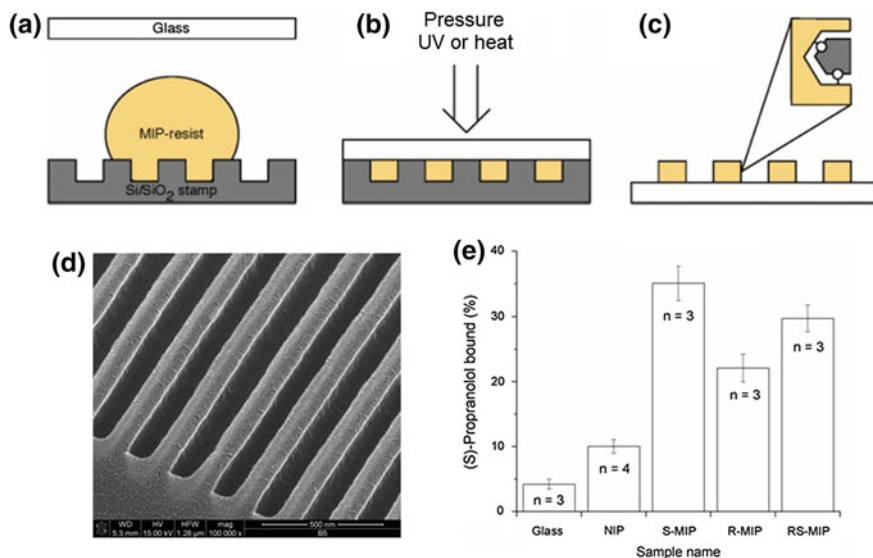 (a)
Glass
MIP-resist
Si/SiO2 stamp
(b)
Pressure
UV or heat
(c)
(d)
WD HV HFW mag
5.3 mm 15.00 kV 1.28 µm 100 000 x
500 nm
B5
(e)
(S)-Propranolol bound (%)
40
30
20
10
0
n = 3
n = 4
n = 3
n = 3
n = 3
Glass NIP S-MIP R-MIP RS-MIP
Sample name